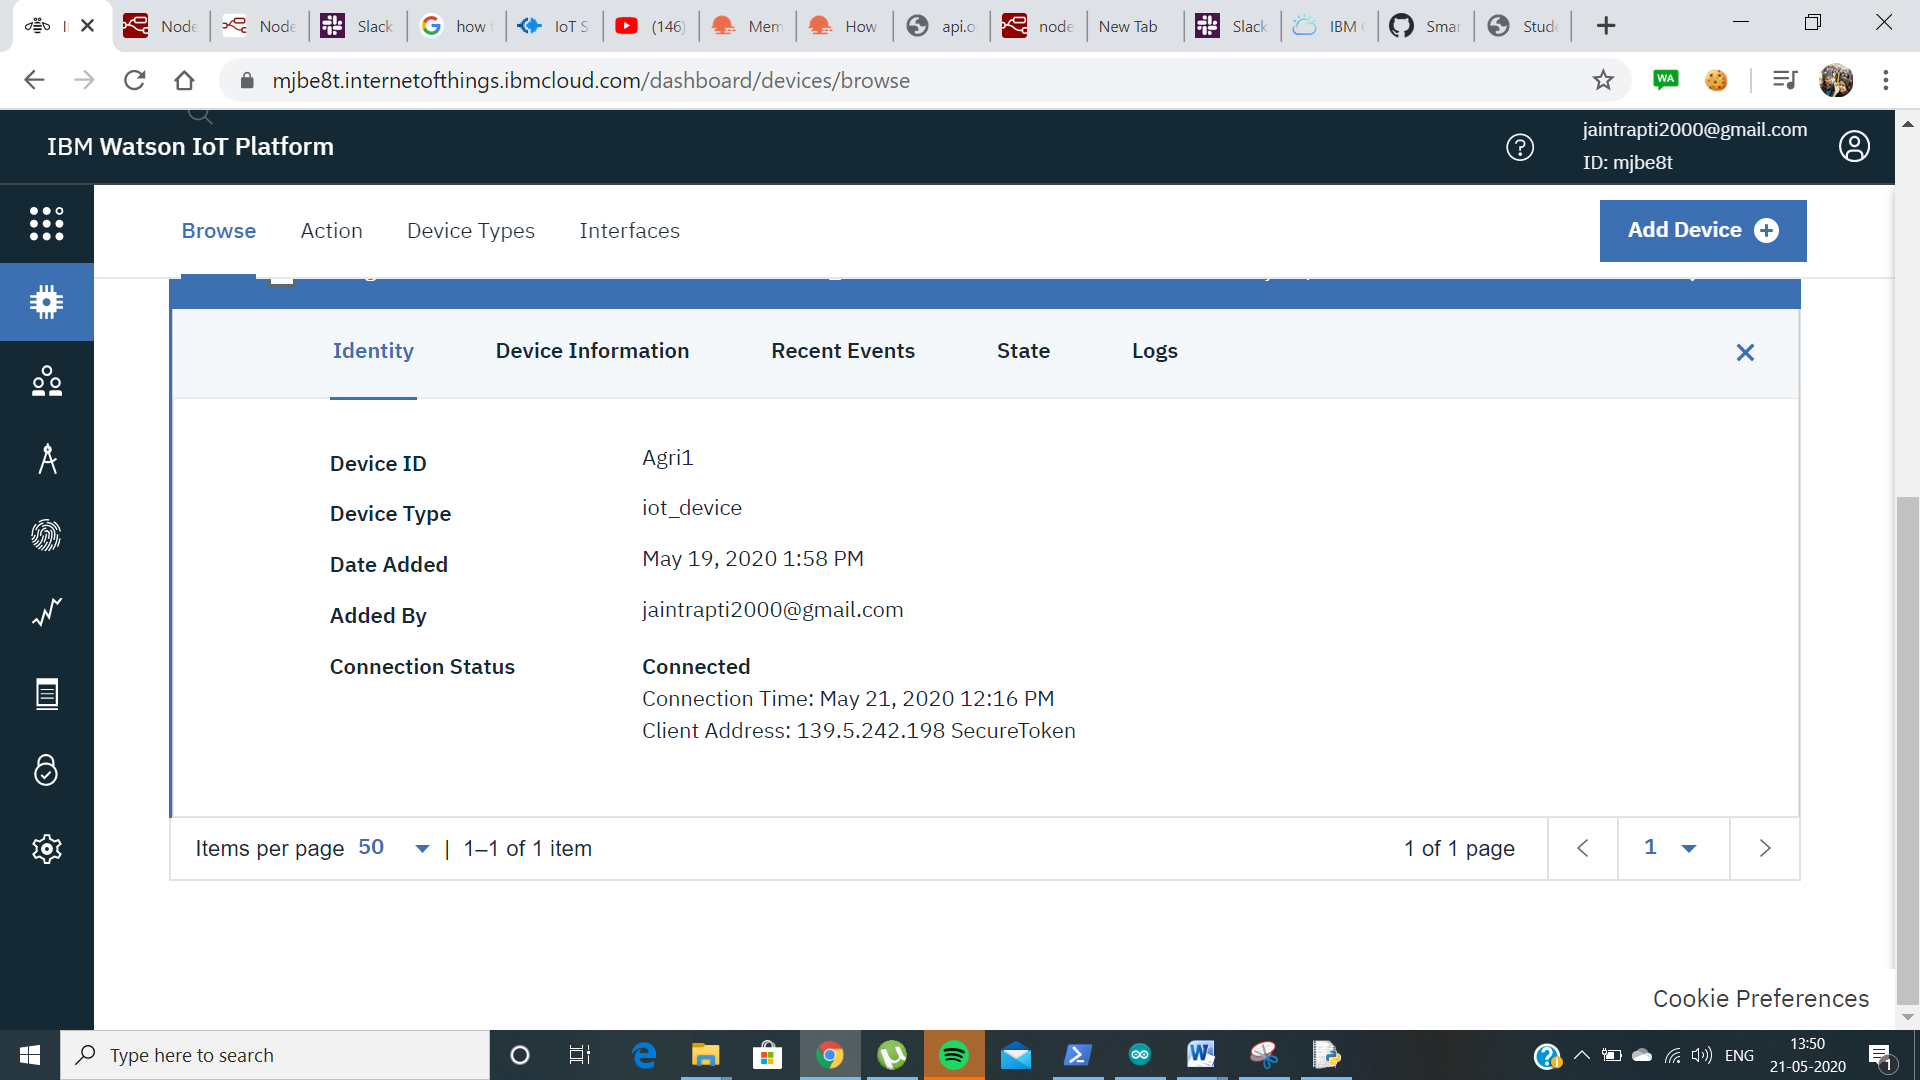 Node
Node
Slack
how
IoT S
(146)
Mem
How
api.o
node
New Tab
Slack
IBM
Smar
Stud
mjbe8t.internetofthings.ibmcloud.com/dashboard/devices/browse
WA
IBM Watson IoT Platform
jaintrapti2000@gmail.com
ID: mjbe8t
Browse Action Device Types Interfaces
Add Device
Identity Device Information Recent Events State Logs
Device ID Agri1
Device Type iot_device
Date Added May 19, 2020 1:58 PM
Added By jaintrapti2000@gmail.com
Connection Status Connected
Connection Time: May 21, 2020 12:16 PM
Client Address: 139.5.242.198 SecureToken
Items per page 50 | 1–1 of 1 item 1 of 1 page 1
Cookie Preferences
Type here to search
ENG
13:50
21-05-2020
1